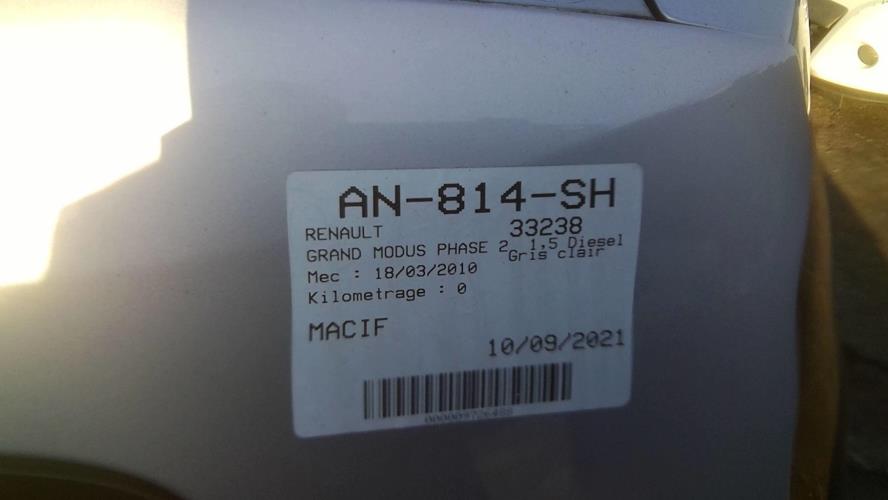 AN-814-SH
RENAULT 33238
GRAND MODUS PHASE 2 1,5 Diesel
Gris clair
Mec : 18/03/2010
Kilometrage : 0
MACIF
10/09/2021